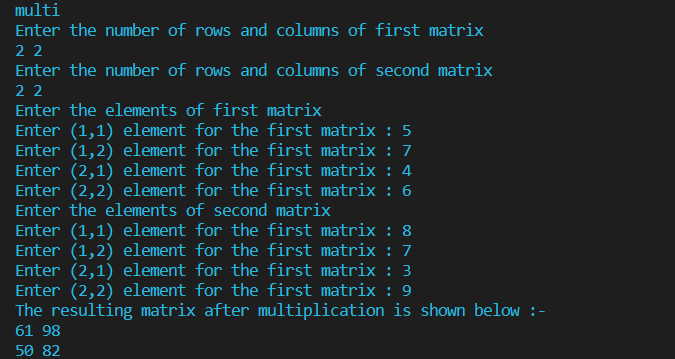 multi
Enter the number of rows and columns of first matrix
2 2
Enter the number of rows and columns of second matrix
2 2
Enter the elements of first matrix
Enter (1,1) element for the first matrix : 5
Enter (1,2) element for the first matrix : 7
Enter (2,1) element for the first matrix : 4
Enter (2,2) element for the first matrix : 6
Enter the elements of second matrix
Enter (1,1) element for the first matrix : 8
Enter (1,2) element for the first matrix : 7
Enter (2,1) element for the first matrix : 3
Enter (2,2) element for the first matrix : 9
The resulting matrix after multiplication is shown below :-
61 98
50 82